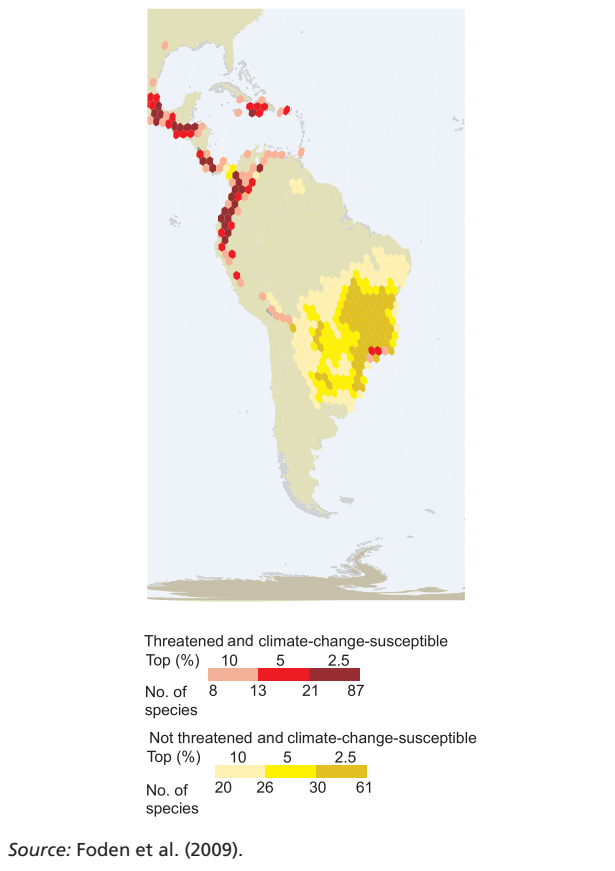 Threatened and climate-change-susceptible
Top (%) 10 5 2.5
No. of species 8 13 21 87
Not threatened and climate-change-susceptible
Top (%) 10 5 2.5
No. of species 20 26 30 61
Source: Foden et al. (2009).